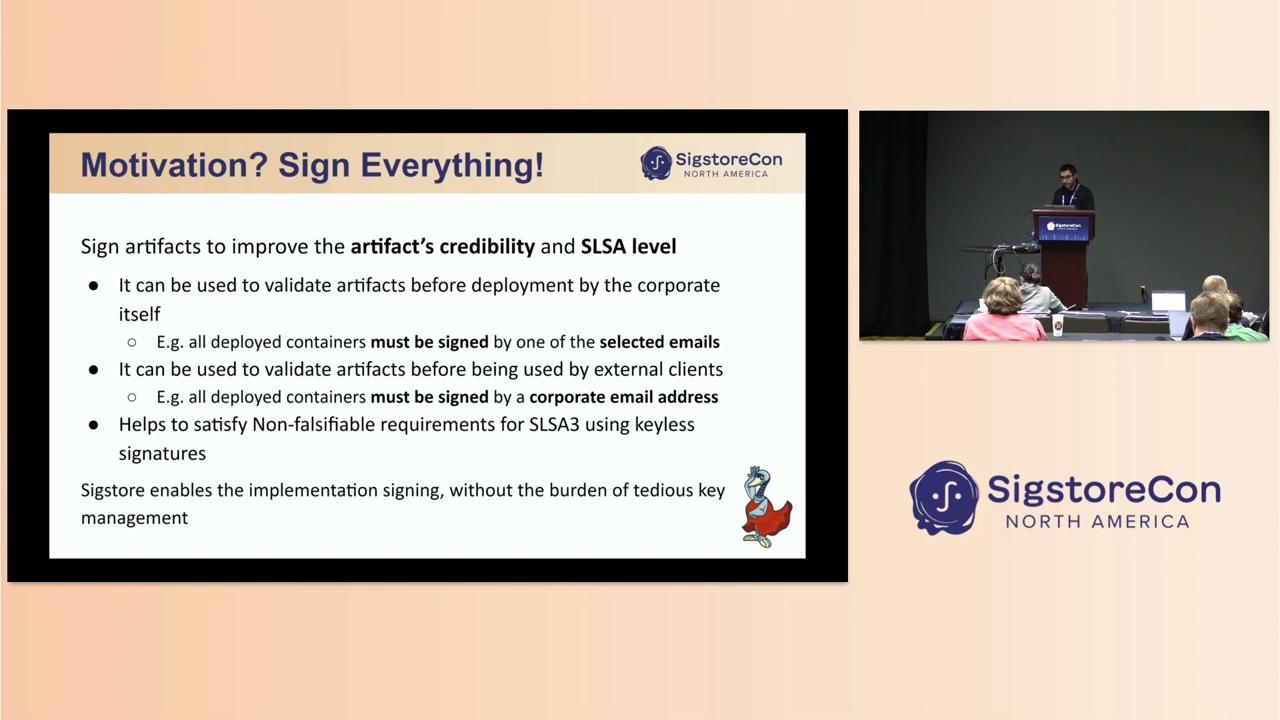 Motivation? Sign Everything!
SigstoreCon
NORTH AMERICA
Sign artifacts to improve the artifact's credibility and SLSA level
● It can be used to validate artifacts before deployment by the corporate
itself
○ E.g. all deployed containers must be signed by one of the selected emails
● It can be used to validate artifacts before being used by external clients
○ E.g. all deployed containers must be signed by a corporate email address
● Helps to satisfy Non-falsifiable requirements for SLSA3 using keyless
signatures
Sigstore enables the implementation signing, without the burden of tedious key
management
SigstoreCon
SigstoreCon
NORTH AMERICA